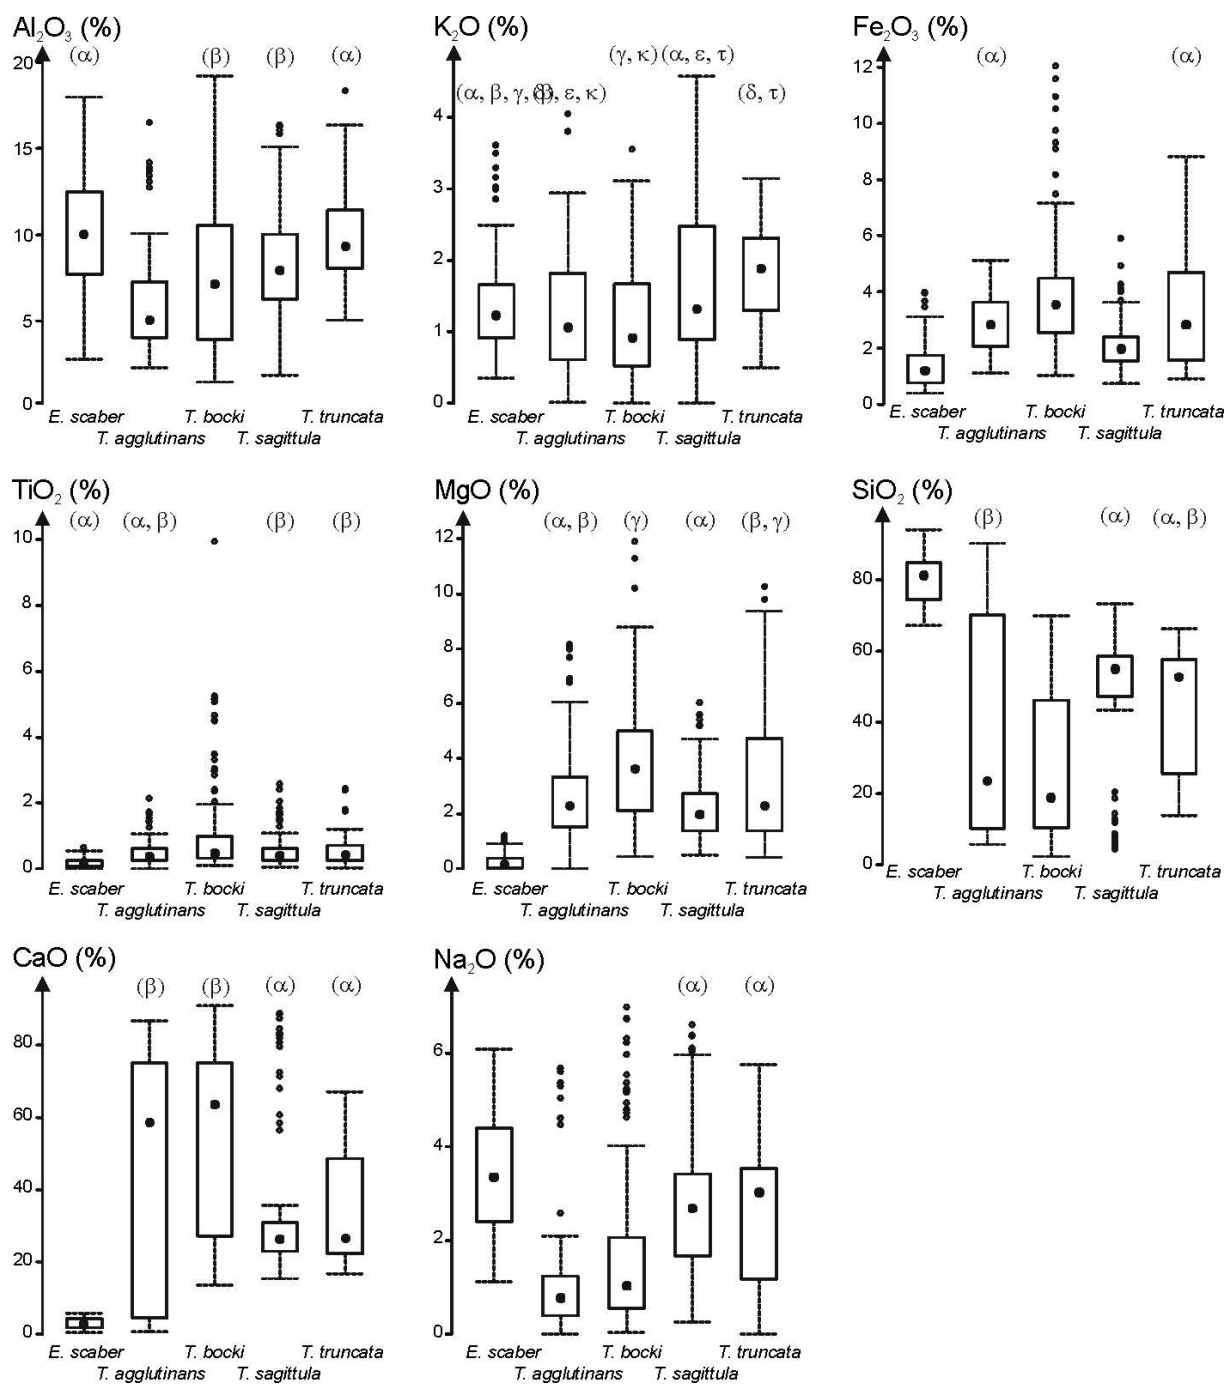 Al₂O₃ (%)
(α) (β) (β) (α)
20
15
10
5
0
E. scaber T. bocki T. truncata
T. agglutinans T. sagittula
K₂O (%)
(γ, κ) (α, ε, τ)
(α, β, γ, δ) (β, ε, κ) (δ, τ)
4
3
2
1
0
E. scaber T. bocki T. truncata
T. agglutinans T. sagittula
Fe₂O₃ (%)
(α) (α)
12
10
8
6
4
2
0
E. scaber T. bocki T. truncata
T. agglutinans T. sagittula
TiO₂ (%)
(α) (α, β) (β) (β)
10
8
6
4
2
0
E. scaber T. bocki T. truncata
T. agglutinans T. sagittula
MgO (%)
(α, β) (γ) (α) (β, γ)
12
10
8
6
4
2
0
E. scaber T. bocki T. truncata
T. agglutinans T. sagittula
SiO₂ (%)
(β) (α) (α, β)
80
60
40
20
0
E. scaber T. bocki T. truncata
T. agglutinans T. sagittula
CaO (%)
(β) (β) (α) (α)
80
60
40
20
0
E. scaber T. bocki T. truncata
T. agglutinans T. sagittula
Na₂O (%)
(α) (α)
6
4
2
0
E. scaber T. bocki T. truncata
T. agglutinans T. sagittula